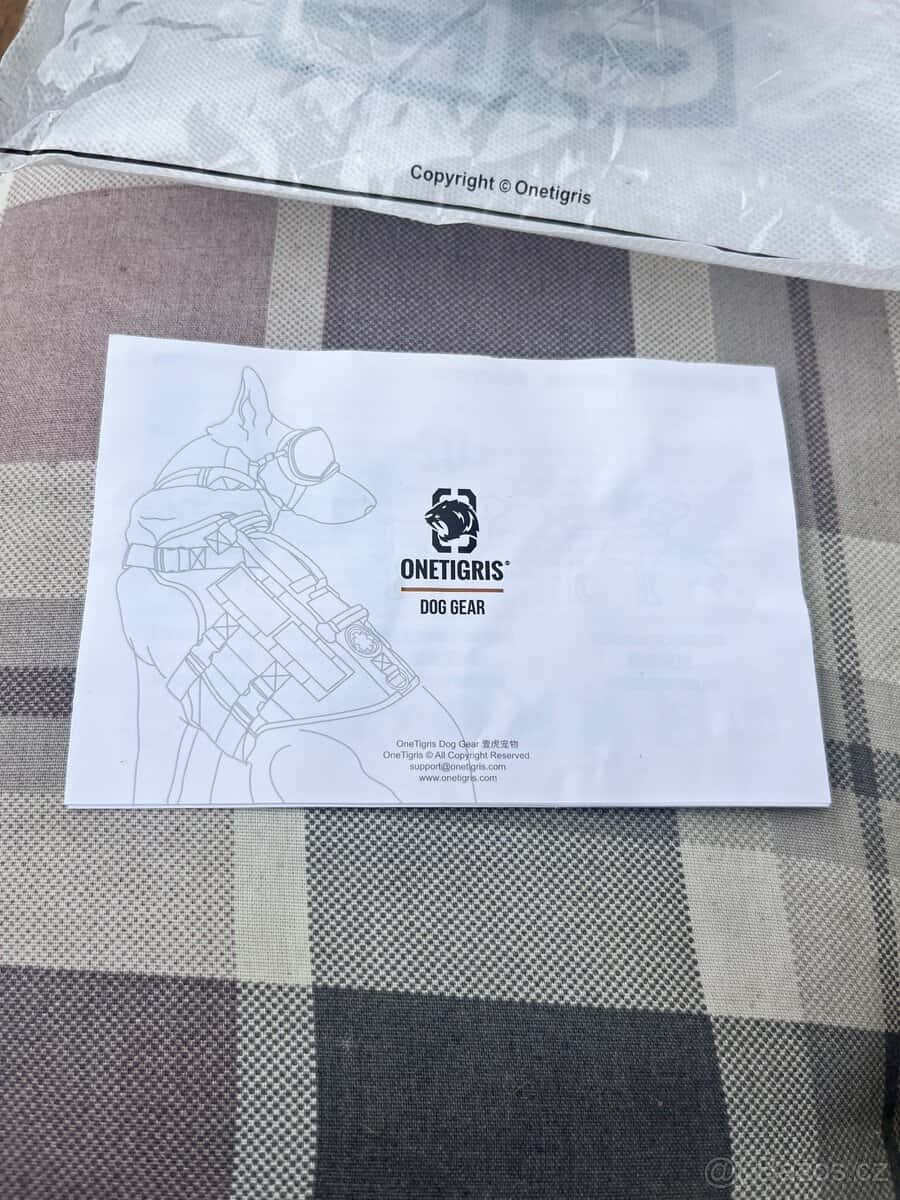 Copyright © Onetigris
ONETIGRIS®
DOG GEAR
OneTigris Dog Gear 壹虎宠物
OneTigris © All Copyright Reserved.
support@onetigris.com
www.onetigris.com